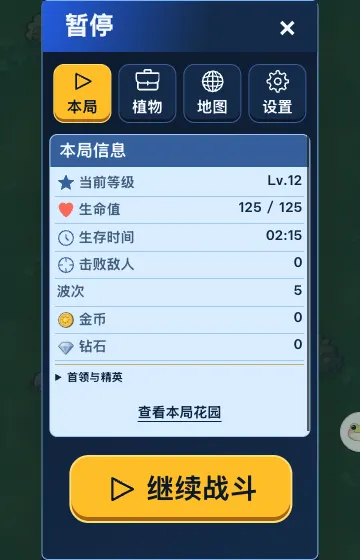 暂停
本局 植物 地图 设置
本局信息
当前等级 Lv.12
生命值 125 / 125
生存时间 02:15
击败敌人 0
波次 5
金币 0
钻石 0
首领与精英
查看本局花园
继续战斗